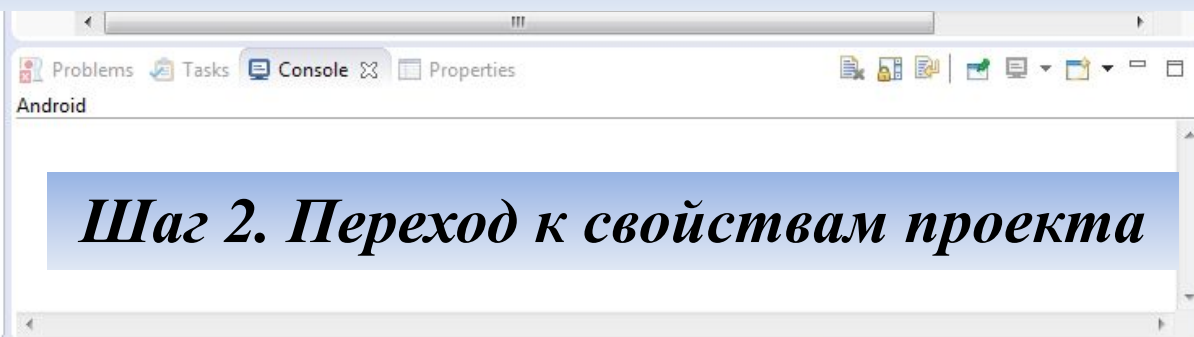 Problems Tasks Console Properties
Android
Шаг 2. Переход к свойствам проекта